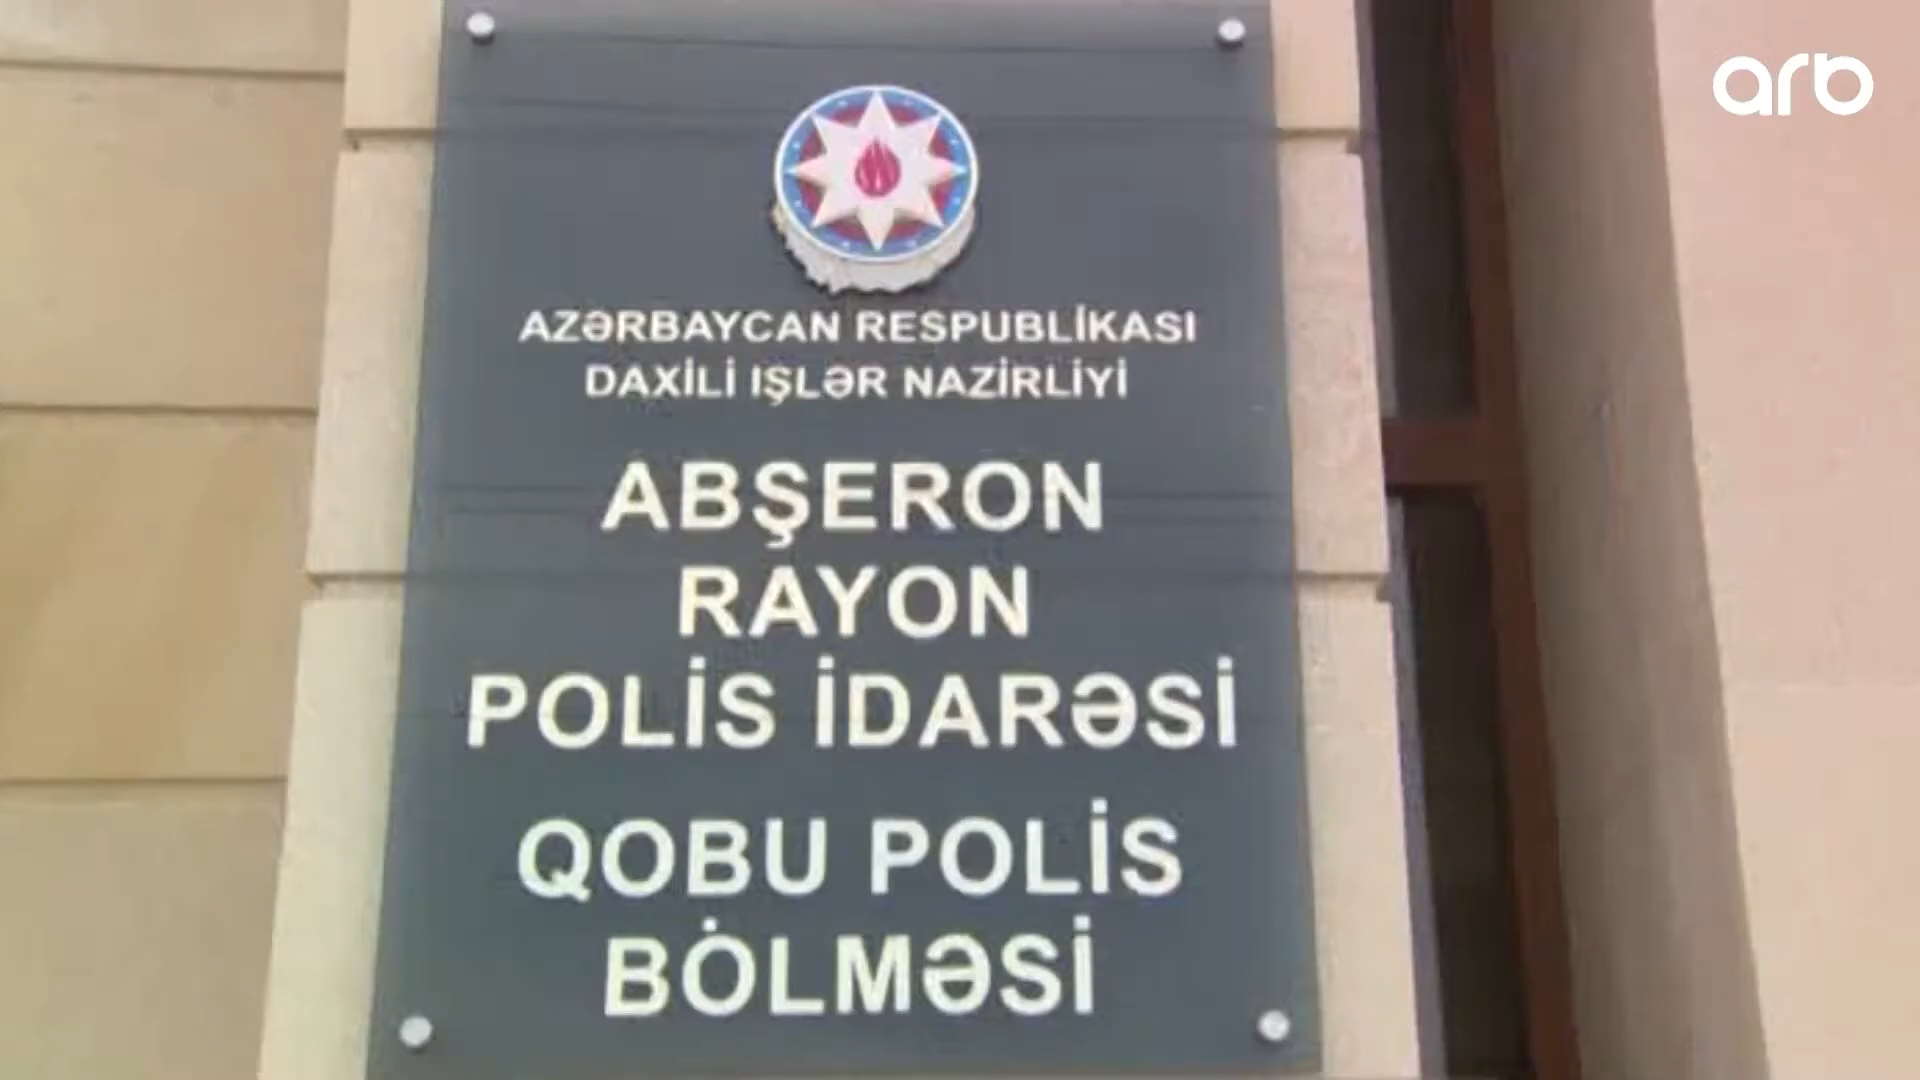 arb
AZƏRBAYCAN RESPUBLİKASI
DAXİLİ IŞLƏR NAZİRLİYİ
ABŞERON
RAYON
POLİS İDARƏSİ
QOBU POLİS
BÖLMƏSİ